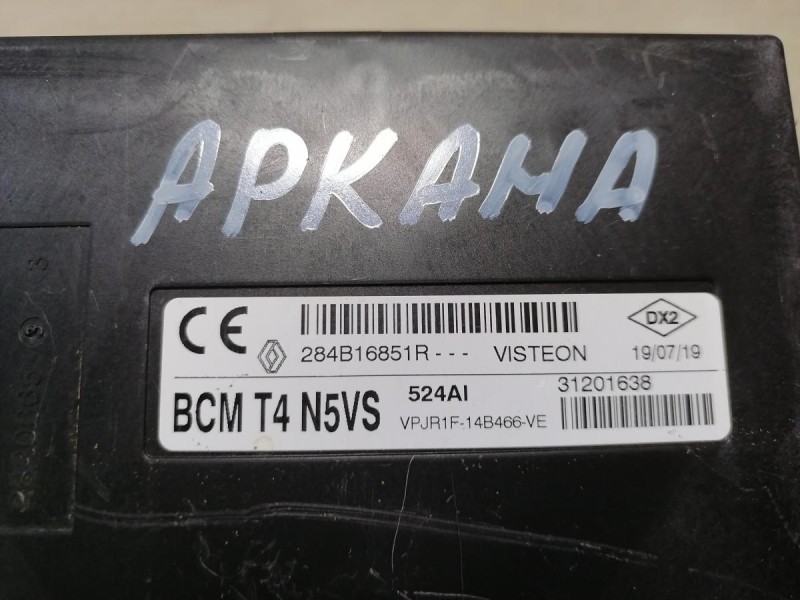 АРКАНА
CE DX2
284B16851R - - - VISTEON 19/07/19
BCM T4 N5VS 524AI 31201638
VPJR1F-14B466-VE